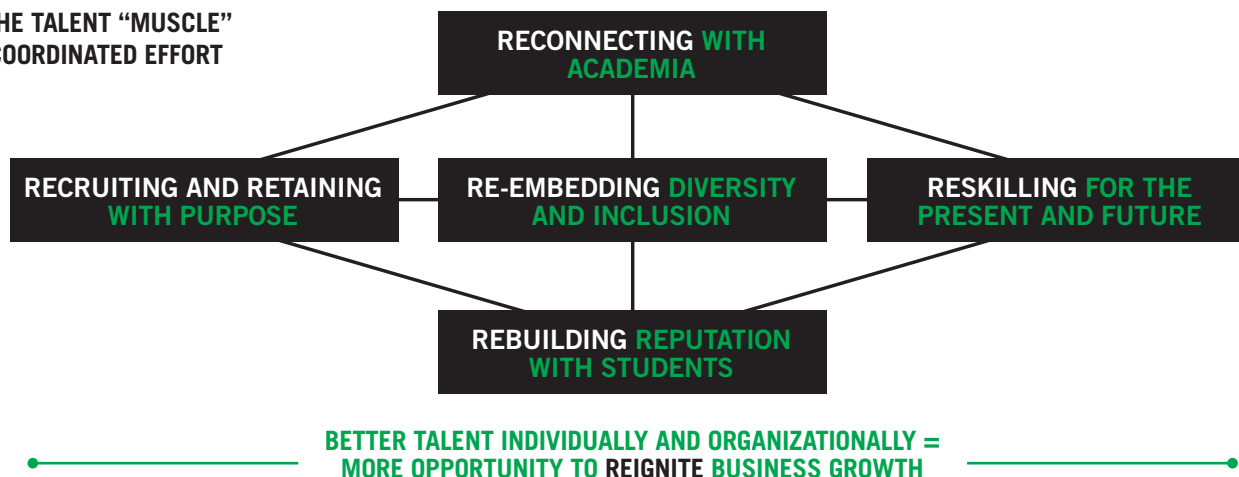 HE TALENT “MUSCLE”
COORDINATED EFFORT
RECONNECTING WITH
ACADEMIA
RECRUITING AND RETAINING
WITH PURPOSE
RE-EMBEDDING DIVERSITY
AND INCLUSION
RESKILLING FOR THE
PRESENT AND FUTURE
REBUILDING REPUTATION
WITH STUDENTS
BETTER TALENT INDIVIDUALLY AND ORGANIZATIONALLY =
MORE OPPORTUNITY TO REIGNITE BUSINESS GROWTH